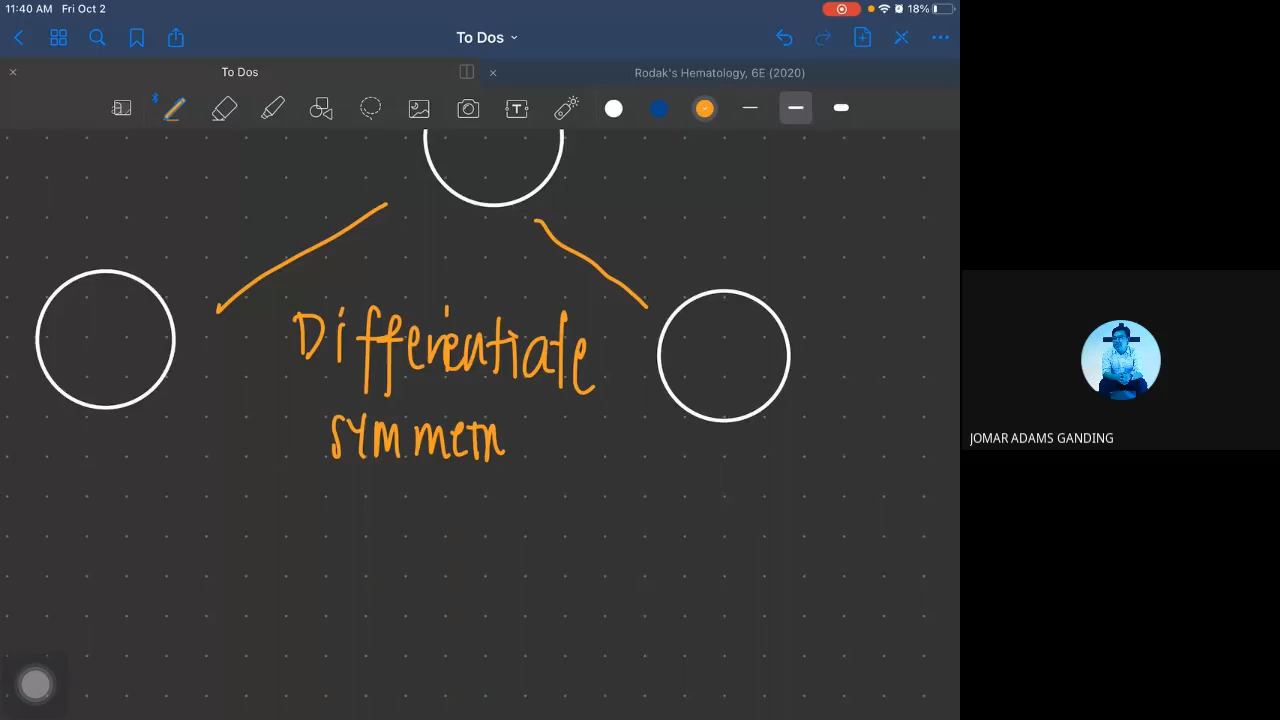 11:40 AM Fri Oct 2
18%
To Dos
To Dos
Rodak's Hematology, 6E (2020)
T
Differentiate
symmetr
JOMAR ADAMS GANDING